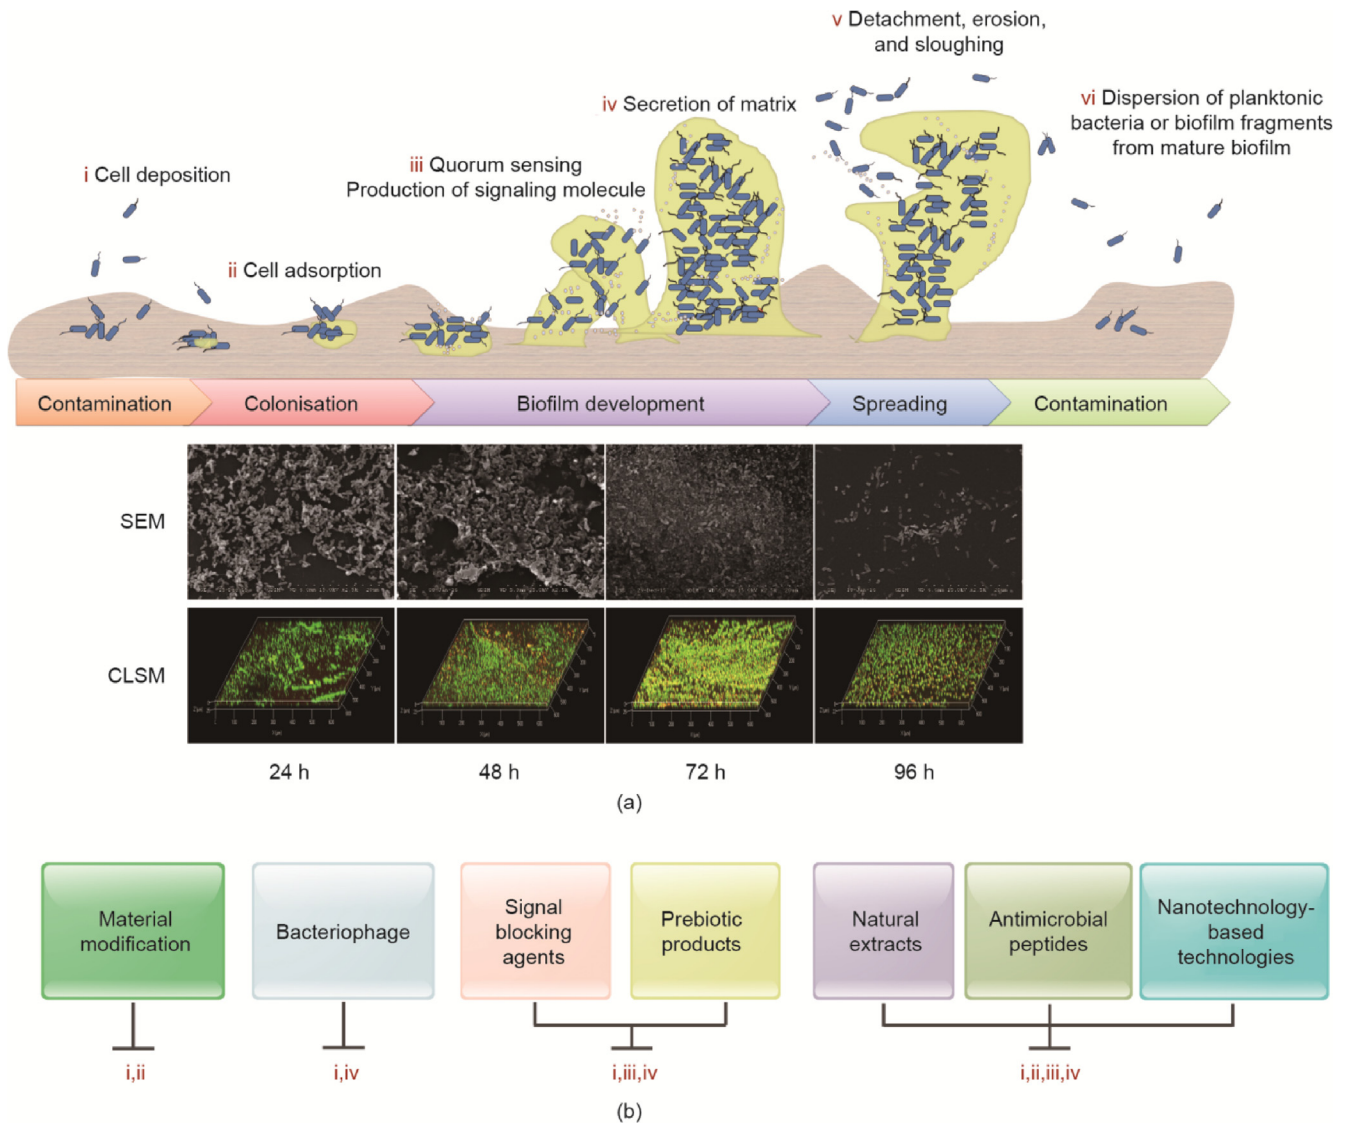 v Detachment, erosion,
and sloughing
iv Secretion of matrix
vi Dispersion of planktonic
bacteria or biofilm fragments
from mature biofilm
iii Quorum sensing
Production of signaling molecule
i Cell deposition
ii Cell adsorption
Contamination
Colonisation
Biofilm development
Spreading
Contamination
SEM
CLSM
24 h
48 h
72 h
96 h
(a)
Material
modification
Bacteriophage
Signal
blocking
agents
Prebiotic
products
Natural
extracts
Antimicrobial
peptides
Nanotechnology-
based
technologies
i,ii
i,iv
i,iii,iv
i,ii,iii,iv
(b)